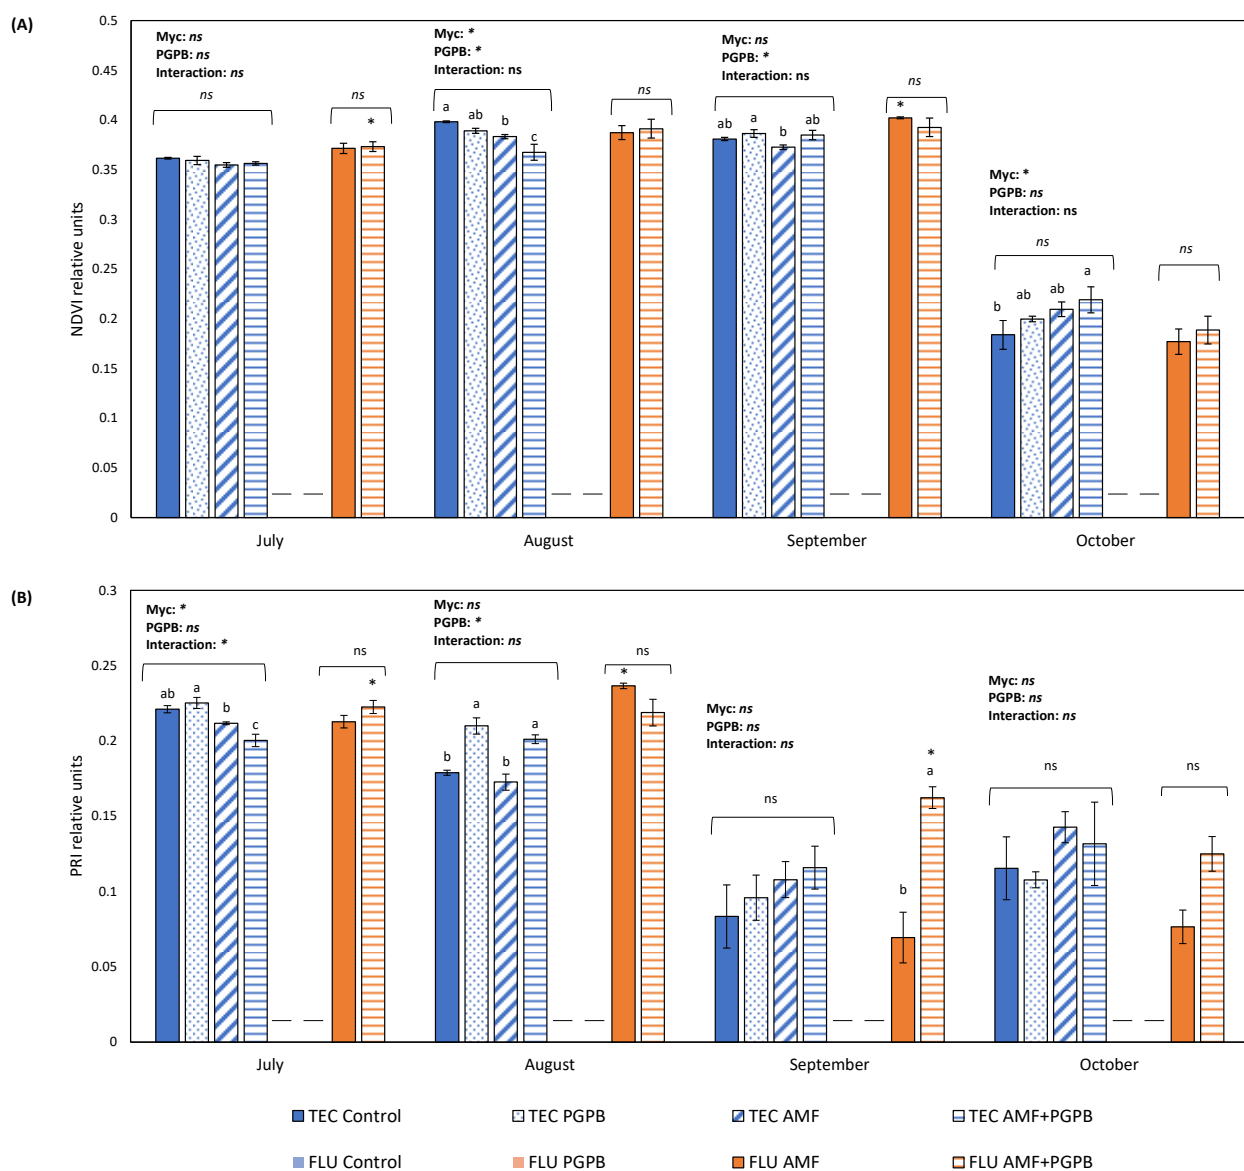 (A)
NDVI relative units
0.5
0.45
0.4
0.35
0.3
0.25
0.2
0.15
0.1
0.05
0
Myc: ns
PGPB: ns
Interaction: ns
ns
ns
*
Myc: *
PGPB: *
Interaction: ns
a ab b c
ns
Myc: ns
PGPB: *
Interaction: ns
ab a b ab
ns
*
Myc: *
PGPB: ns
Interaction: ns
ns
b ab ab a
ns
July August September October
(B)
PRI relative units
0.3
0.25
0.2
0.15
0.1
0.05
0
Myc: *
PGPB: ns
Interaction: *
ab a b c
ns
*
Myc: ns
PGPB: *
Interaction: ns
b a b a
ns
*
Myc: ns
PGPB: ns
Interaction: ns
ns
*
b a
Myc: ns
PGPB: ns
Interaction: ns
ns
ns
July August September October
TEC Control TEC PGPB TEC AMF TEC AMF+PGPB
FLU Control FLU PGPB FLU AMF FLU AMF+PGPB